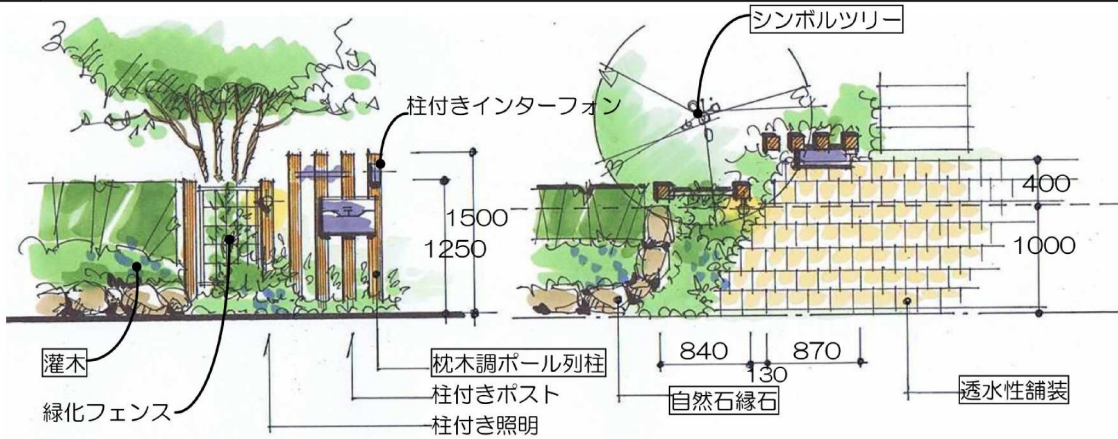 シンボルツリー
柱付きインターフォン
1500
1250
400
1000
灌木
緑化フェンス
枕木調ポール列柱
柱付きポスト
柱付き照明
840
130
870
自然石縁石
透水性舗装